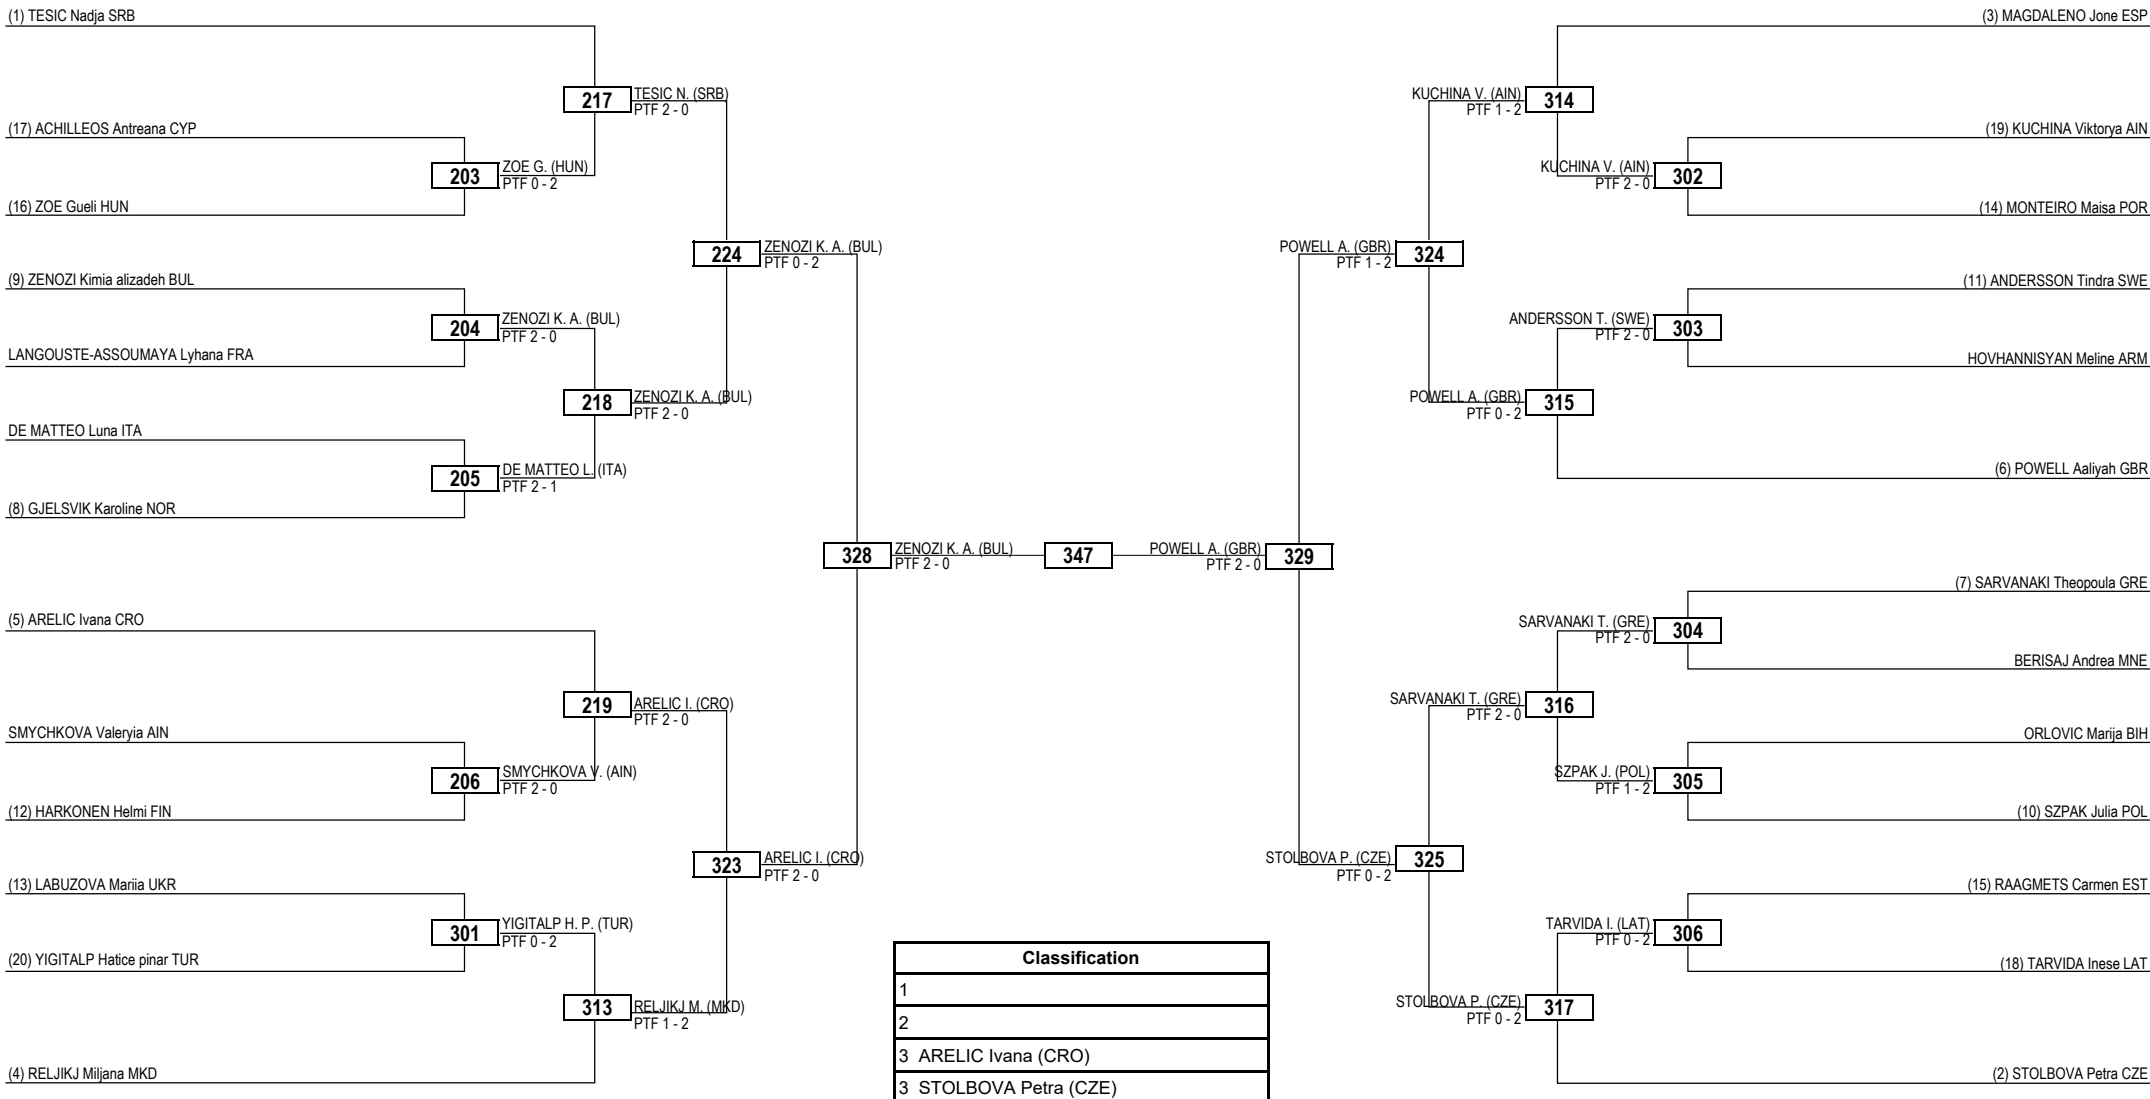 (1) TESIC Nadja SRB
217
TESIC N. (SRB)
PTF 2 - 0
(17) ACHILLEOS Antreana CYP
203
ZOE G. (HUN)
PTF 0 - 2
(16) ZOE Gueli HUN
224
ZENOZI K. A. (BUL)
PTF 0 - 2
(9) ZENOZI Kimia alizadeh BUL
204
ZENOZI K. A. (BUL)
PTF 2 - 0
LANGOUSTE-ASSOUMAYA Lyhana FRA
218
ZENOZI K. A. (BUL)
PTF 2 - 0
DE MATTEO Luna ITA
205
DE MATTEO L. (ITA)
PTF 2 - 1
(8) GJELSVIK Karoline NOR
328
ZENOZI K. A. (BUL)
PTF 2 - 0
347
(5) ARELIC Ivana CRO
219
ARELIC I. (CRO)
PTF 2 - 0
SMYCHKOVA Valeryia AIN
206
SMYCHKOVA V. (AIN)
PTF 2 - 0
(12) HARKONEN Helmi FIN
323
ARELIC I. (CRO)
PTF 2 - 0
(13) LABUZOVA Mariia UKR
301
YIGITALP H. P. (TUR)
PTF 0 - 2
(20) YIGITALP Hatice pinar TUR
313
RELJIKJ M. (MKD)
PTF 1 - 2
(4) RELJIKJ Miljana MKD
(3) MAGDALENO Jone ESP
KUCHINA V. (AIN)
PTF 1 - 2
314
(19) KUCHINA Viktorya AIN
KUCHINA V. (AIN)
PTF 2 - 0
302
(14) MONTEIRO Maisa POR
POWELL A. (GBR)
PTF 1 - 2
324
(11) ANDERSSON Tindra SWE
ANDERSSON T. (SWE)
PTF 2 - 0
303
HOVHANNISYAN Meline ARM
POWELL A. (GBR)
PTF 0 - 2
315
(6) POWELL Aaliyah GBR
POWELL A. (GBR)
PTF 2 - 0
329
(7) SARVANAKI Theopoula GRE
SARVANAKI T. (GRE)
PTF 2 - 0
304
BERISAJ Andrea MNE
SARVANAKI T. (GRE)
PTF 2 - 0
316
ORLOVIC Marija BIH
SZPAK J. (POL)
PTF 1 - 2
305
(10) SZPAK Julia POL
STOLBOVA P. (CZE)
PTF 0 - 2
325
(15) RAAGMETS Carmen EST
TARVIDA I. (LAT)
PTF 0 - 2
306
(18) TARVIDA Inese LAT
STOLBOVA P. (CZE)
PTF 0 - 2
317
(2) STOLBOVA Petra CZE
Classification
1
2
3 ARELIC Ivana (CRO)
3 STOLBOVA Petra (CZE)